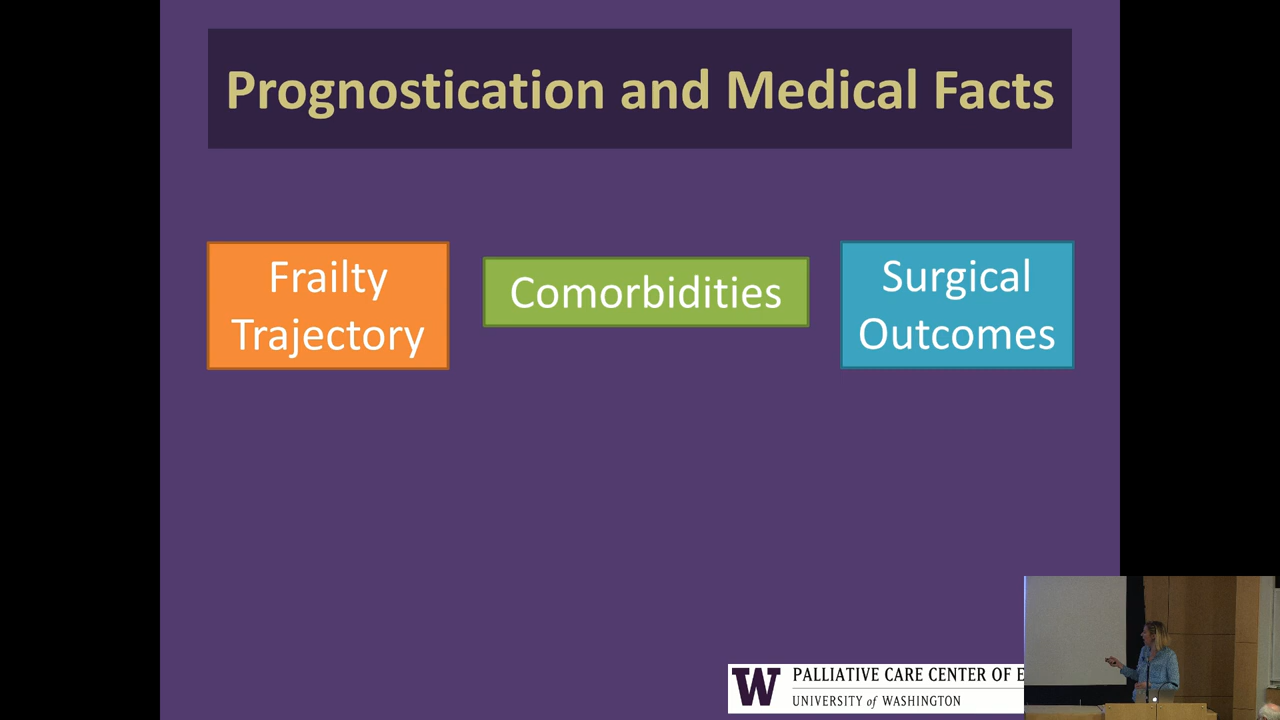 Prognostication and Medical Facts
Frailty
Trajectory
Comorbidities
Surgical
Outcomes
W
PALLIATIVE CARE CENTER OF E
UNIVERSITY of WASHINGTON